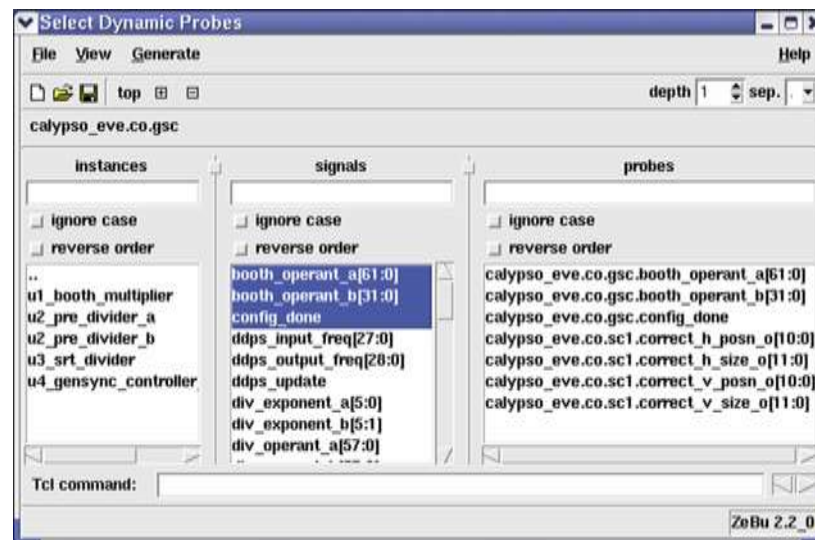 Select Dynamic Probes
File View Generate Help
top depth 1 sep. .
calypso_eve.co.gsc
instances signals probes
ignore case ignore case ignore case
reverse order reverse order reverse order
..
u1_booth_multiplier
u2_pre_divider_a
u2_pre_divider_b
u3_srt_divider
u4_gensync_controller
booth_operant_a[61:0]
booth_operant_b[31:0]
config_done
ddps_input_freq[27:0]
ddps_output_freq[28:0]
ddps_update
div_exponent_a[5:0]
div_exponent_b[5:1]
div_operant_a[57:0]
calypso_eve.co.gsc.booth_operant_a[61:0]
calypso_eve.co.gsc.booth_operant_b[31:0]
calypso_eve.co.gsc.config_done
calypso_eve.co.sc1.correct_h_posn_o[10:0]
calypso_eve.co.sc1.correct_h_size_o[11:0]
calypso_eve.co.sc1.correct_v_posn_o[10:0]
calypso_eve.co.sc1.correct_v_size_o[11:0]
Tcl command:
ZeBu 2.2_0